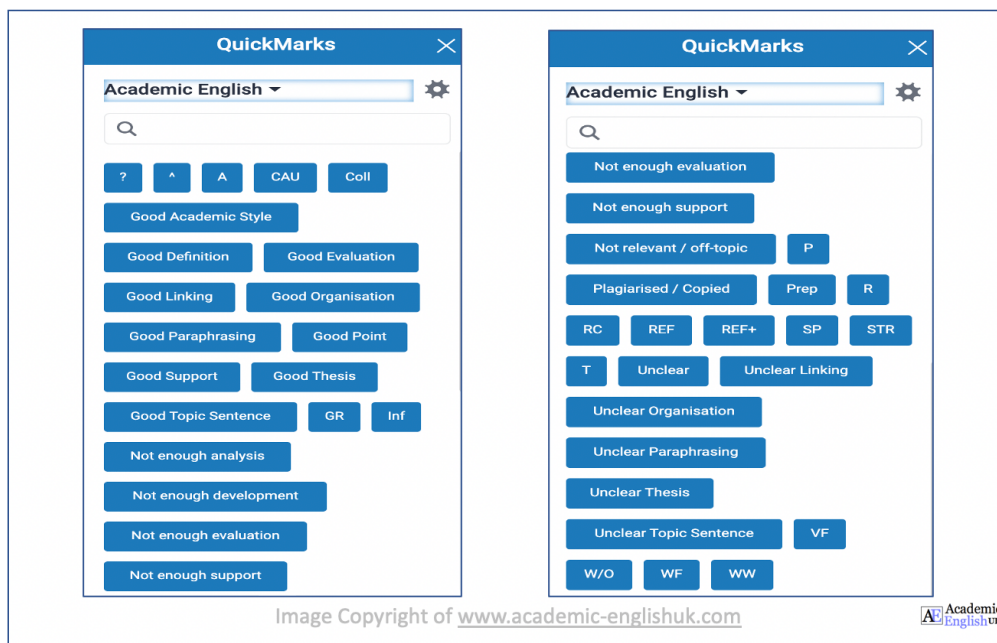 QuickMarks
Academic English
? ^ A CAU Coll
Good Academic Style
Good Definition Good Evaluation
Good Linking Good Organisation
Good Paraphrasing Good Point
Good Support Good Thesis
Good Topic Sentence GR Inf
Not enough analysis
Not enough development
Not enough evaluation
Not enough support
QuickMarks
Academic English
Not enough evaluation
Not enough support
Not relevant / off-topic P
Plagiarised / Copied Prep R
RC REF REF+ SP STR
T Unclear Unclear Linking
Unclear Organisation
Unclear Paraphrasing
Unclear Thesis
Unclear Topic Sentence VF
W/O WF WW
Image Copyright of www.academic-englishuk.com
AE Academic
English UK